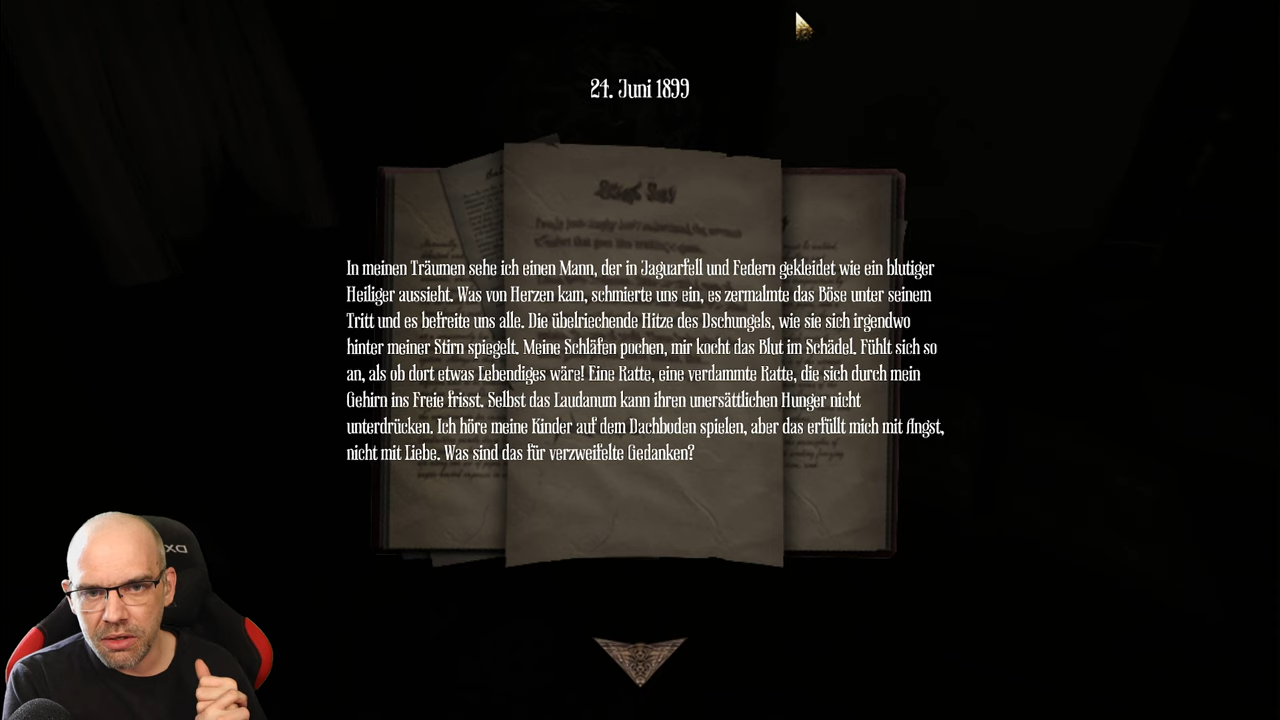 24. Juni 1899
In meinen Träumen sehe ich einen Mann, der in Jaguarfell und Federn gekleidet wie ein blutiger
Heiliger aussieht. Was von Herzen kam, schmierte uns ein, es zermalmte das Böse unter seinem
Tritt und es befreite uns alle. Die übelriechende Hitze des Dschungels, wie sie sich irgendwo
hinter meiner Stirn spiegelt. Meine Schläfen pochen, mir kocht das Blut im Schädel. Fühlt sich so
an, als ob dort etwas Lebendiges wäre! Eine Ratte, eine verdammte Ratte, die sich durch mein
Gehirn ins Freie frisst. Selbst das Laudanum kann ihren unersättlichen Hunger nicht
unterdrücken. Ich höre meine Kinder auf dem Dachboden spielen, aber das erfüllt mich mit Angst,
nicht mit Liebe. Was sind das für verzweifelte Gedanken?